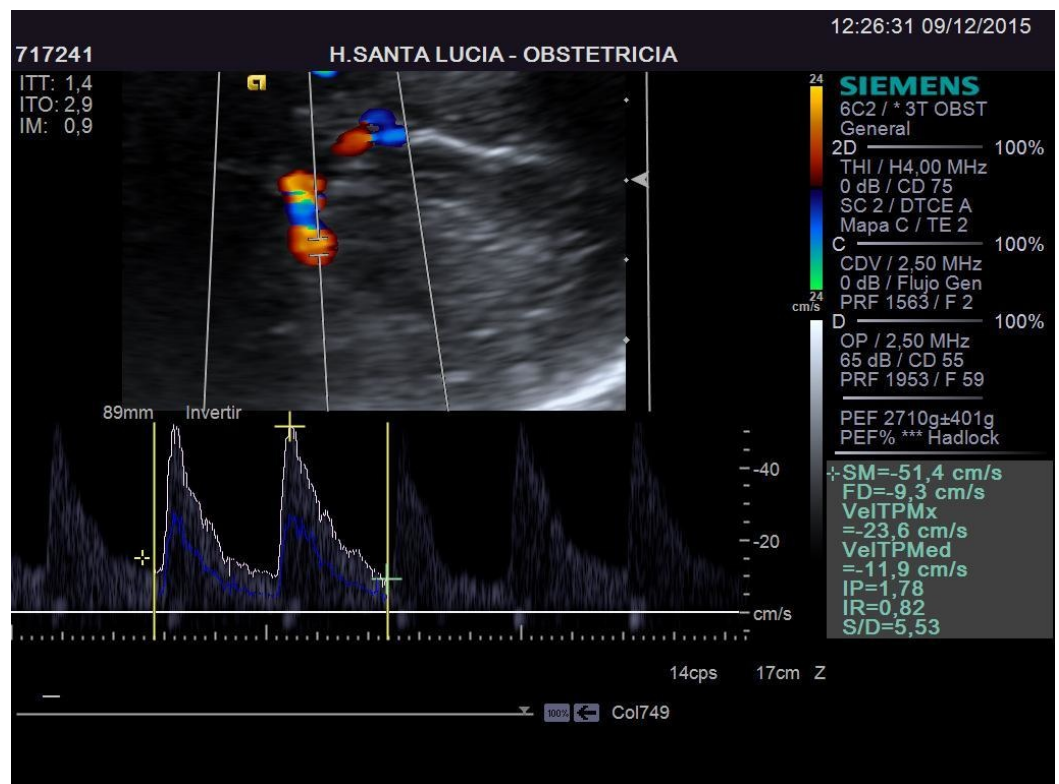 12:26:31 09/12/2015
717241 H.SANTA LUCIA - OBSTETRICIA
ITT: 1,4
ITO: 2,9
IM: 0,9
24
24
cm/s
SIEMENS
6C2 / * 3T OBST
General
2D 100%
THI / H4,00 MHz
0 dB / CD 75
SC 2 / DTCE A
Mapa C / TE 2
C 100%
CDV / 2,50 MHz
0 dB / Flujo Gen
PRF 1563 / F 2
D 100%
OP / 2,50 MHz
65 dB / CD 55
PRF 1953 / F 59
PEF 2710g±401g
PEF% *** Hadlock
89mm Invertir
-40
-20
cm/s
SM=-51,4 cm/s
FD=-9,3 cm/s
VelTPMx
=-23,6 cm/s
VelTPMed
=-11,9 cm/s
IP=1,78
IR=0,82
S/D=5,53
14cps 17cm Z
100% Col749